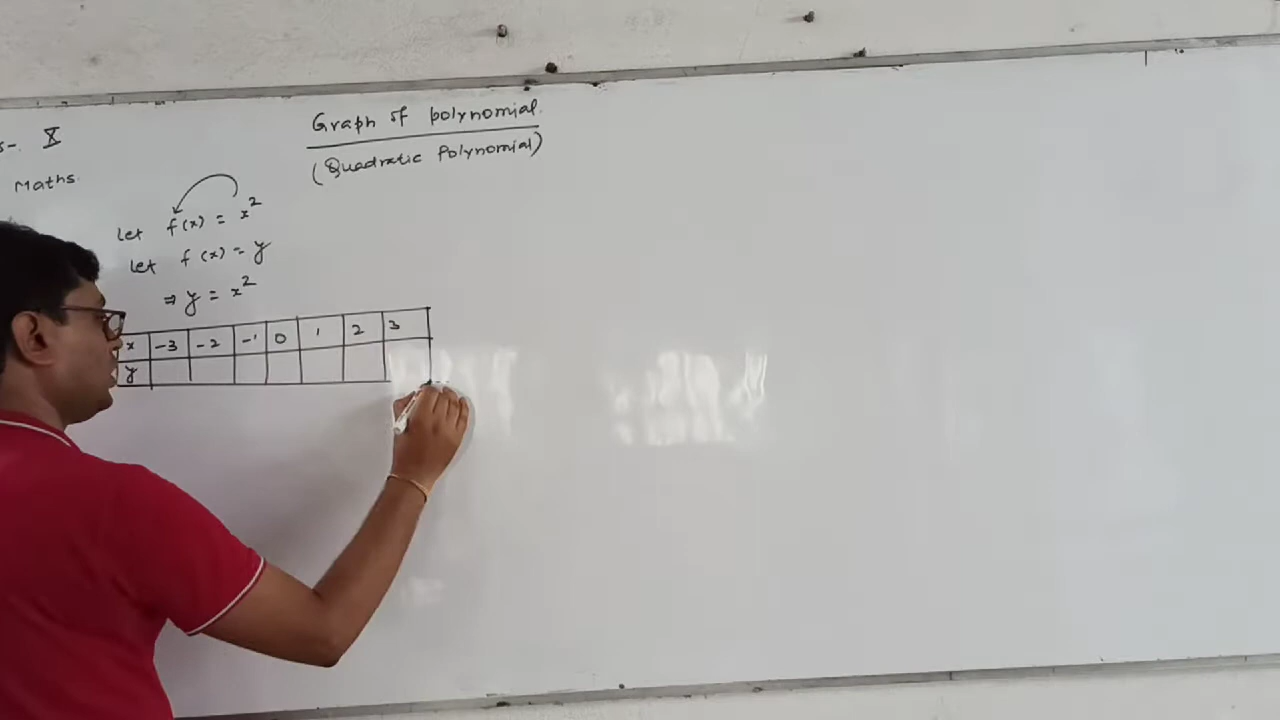 Graph of polynomial.
(Quadratic Polynomial)
X
Maths.
let f(x) = x²
let f(x) = y
⇒ y = x²
x -3 -2 -1 0 1 2 3
y